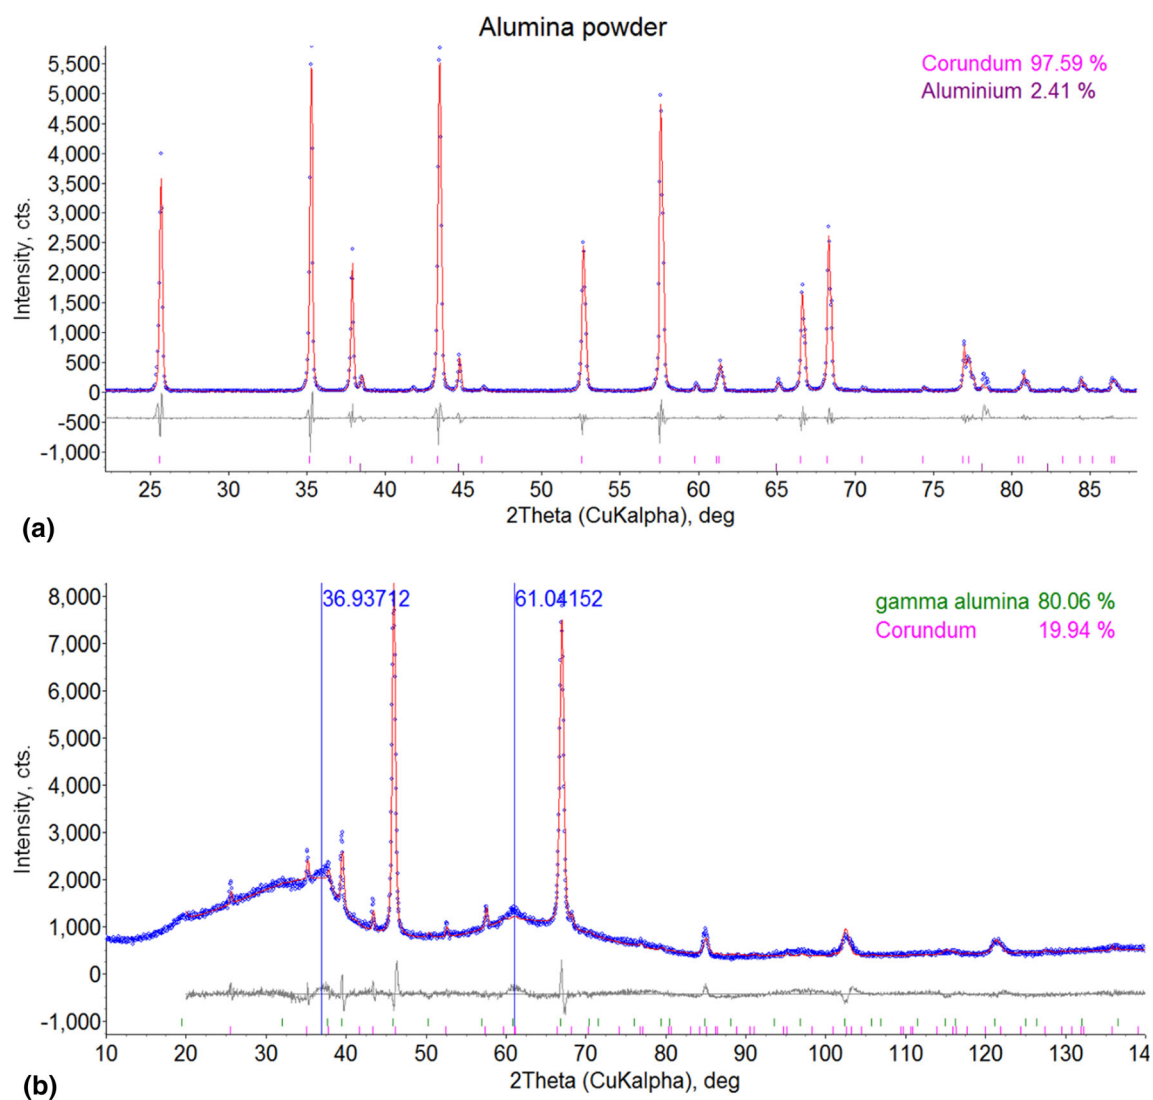 Alumina powder
Corundum 97.59 %
Aluminium 2.41 %
5,500
5,000
4,500
4,000
3,500
3,000
2,500
2,000
1,500
1,000
500
0
-500
-1,000
Intensity, cts.
25 30 35 40 45 50 55 60 65 70 75 80 85
2Theta (CuKalpha), deg
(a)
36.93712
61.04152
gamma alumina 80.06 %
Corundum 19.94 %
8,000
7,000
6,000
5,000
4,000
3,000
2,000
1,000
0
-1,000
Intensity, cts.
10 20 30 40 50 60 70 80 90 100 110 120 130 14
2Theta (CuKalpha), deg
(b)